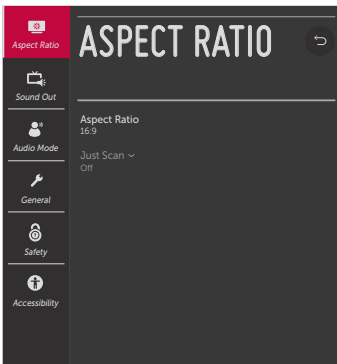 Aspect Ratio
ASPECT RATIO
Sound Out
Audio Mode
General
Safety
Accessibility
Aspect Ratio
16:9
Just Scan
Off